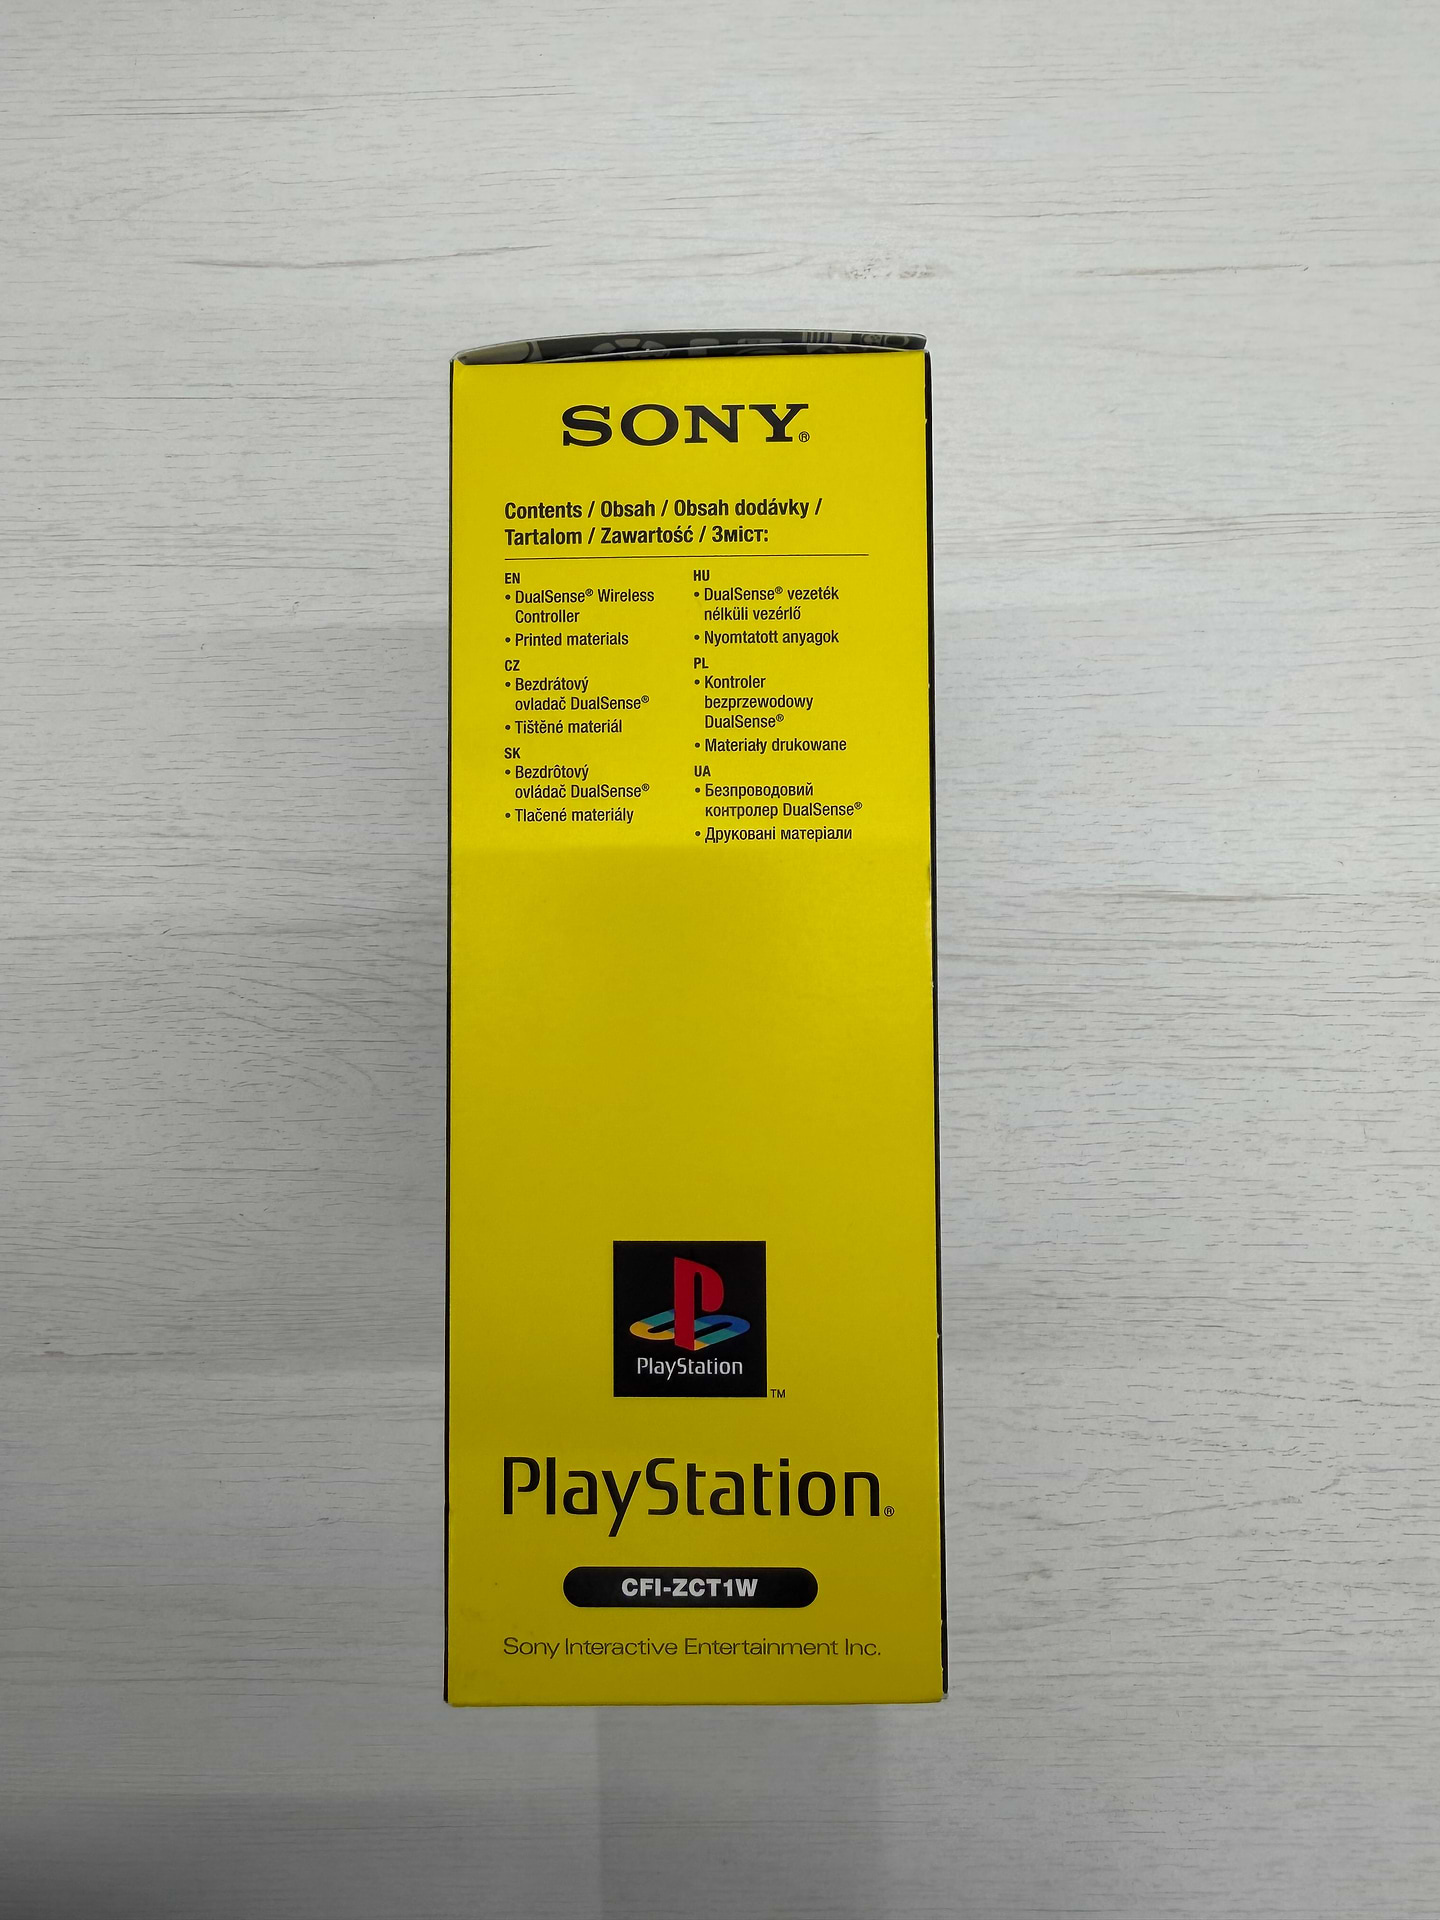 SONY®
Contents / Obsah / Obsah dodávky /
Tartalom / Zawartość / Зміст:
EN
• DualSense® Wireless
Controller
• Printed materials
CZ
• Bezdrátový
ovladač DualSense®
• Tištěné materiál
SK
• Bezdrôtový
ovládač DualSense®
• Tlačené materiály
HU
• DualSense® vezeték
nélküli vezérlő
• Nyomtatott anyagok
PL
• Kontroler
bezprzewodowy
DualSense®
• Materiały drukowane
UA
• Безпроводовий
контролер DualSense®
• Друковані матеріали
PlayStation
TM
PlayStation®
CFI-ZCT1W
Sony Interactive Entertainment Inc.